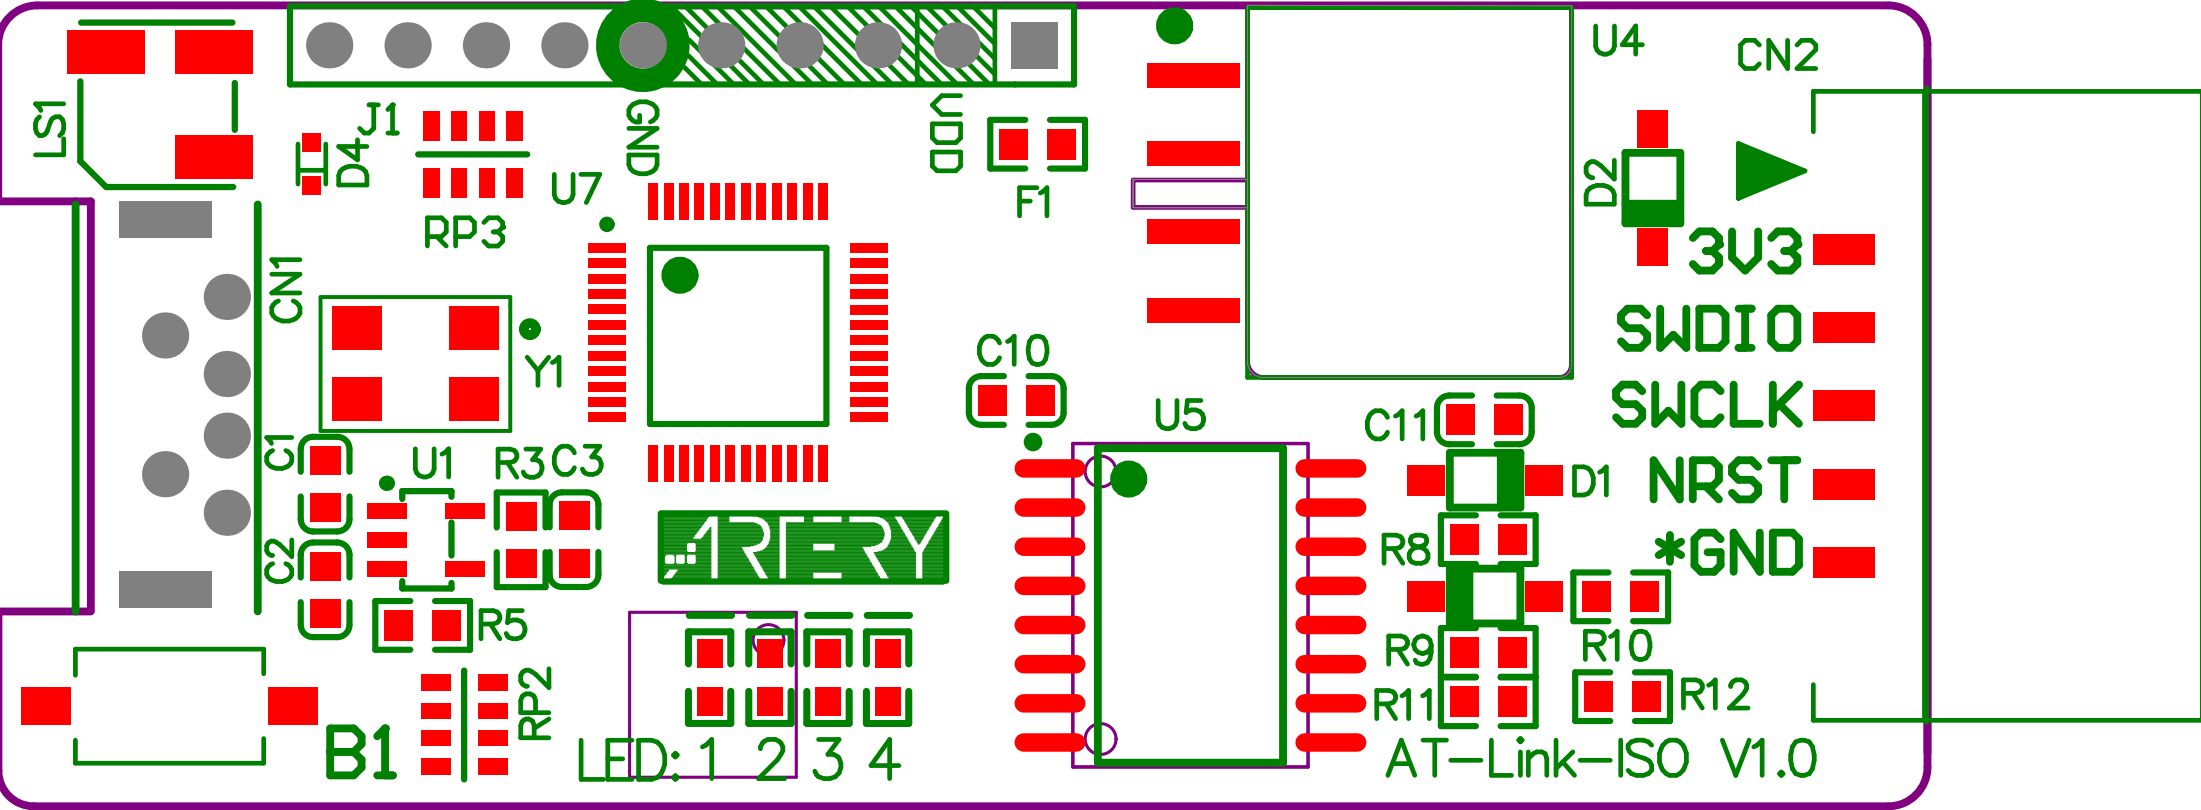 U4
CN2
LS1
J1
D4
GND
VDD
RP3
U7
F1
D2
3V3
CN1
SWDIO
Y1
C10
SWCLK
U5
C11
C1
U1
R3
C3
D1
NRST
ARTERY
R8
*GND
C2
R5
R9
R10
RP2
R11
R12
B1
LED: 1 2 3 4
AT-Link-ISO V1.0